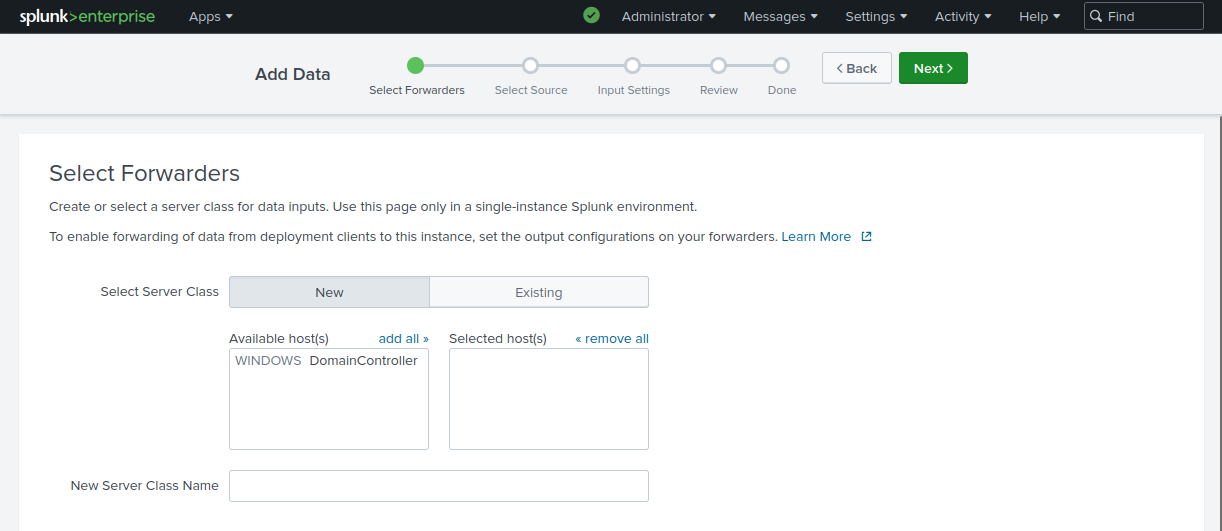 splunk>enterprise Apps Administrator Messages Settings Activity Help Find
Add Data
Select Forwarders Select Source Input Settings Review Done
Back Next
Select Forwarders
Create or select a server class for data inputs. Use this page only in a single-instance Splunk environment.
To enable forwarding of data from deployment clients to this instance, set the output configurations on your forwarders. Learn More
Select Server Class New Existing
Available host(s) add all » Selected host(s) « remove all
WINDOWS DomainController
New Server Class Name